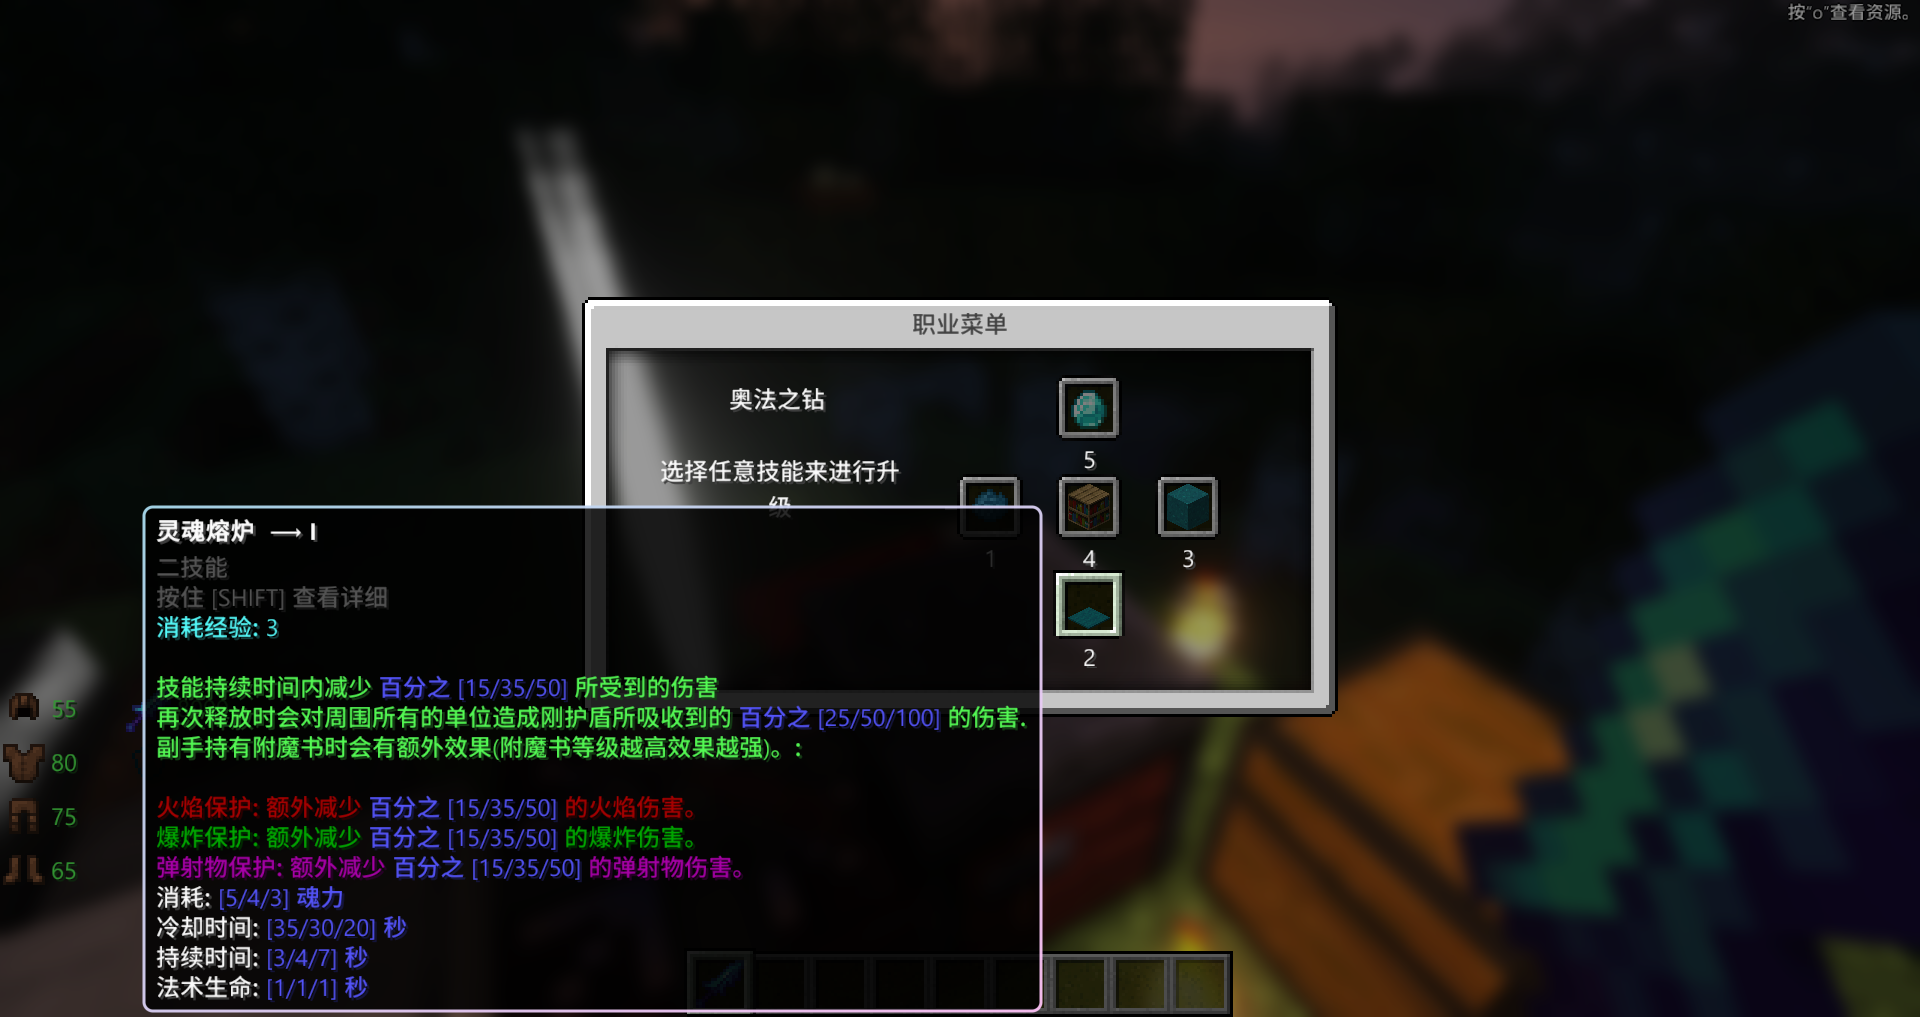 按“o”查看资源。
职业菜单
奥法之钻
选择任意技能来进行升
级
5
1
4
3
2
灵魂熔炉 → I
二技能
按住 [SHIFT] 查看详细
消耗经验: 3
技能持续时间内减少 百分之 [15/35/50] 所受到的伤害
再次释放时会对周围所有的单位造成刚护盾所吸收到的 百分之 [25/50/100] 的伤害.
副手持有附魔书时会有额外效果(附魔书等级越高效果越强)。:
火焰保护: 额外减少 百分之 [15/35/50] 的火焰伤害。
爆炸保护: 额外减少 百分之 [15/35/50] 的爆炸伤害。
弹射物保护: 额外减少 百分之 [15/35/50] 的弹射物伤害。
消耗: [5/4/3] 魂力
冷却时间: [35/30/20] 秒
持续时间: [3/4/7] 秒
法术生命: [1/1/1] 秒
55
80
75
65